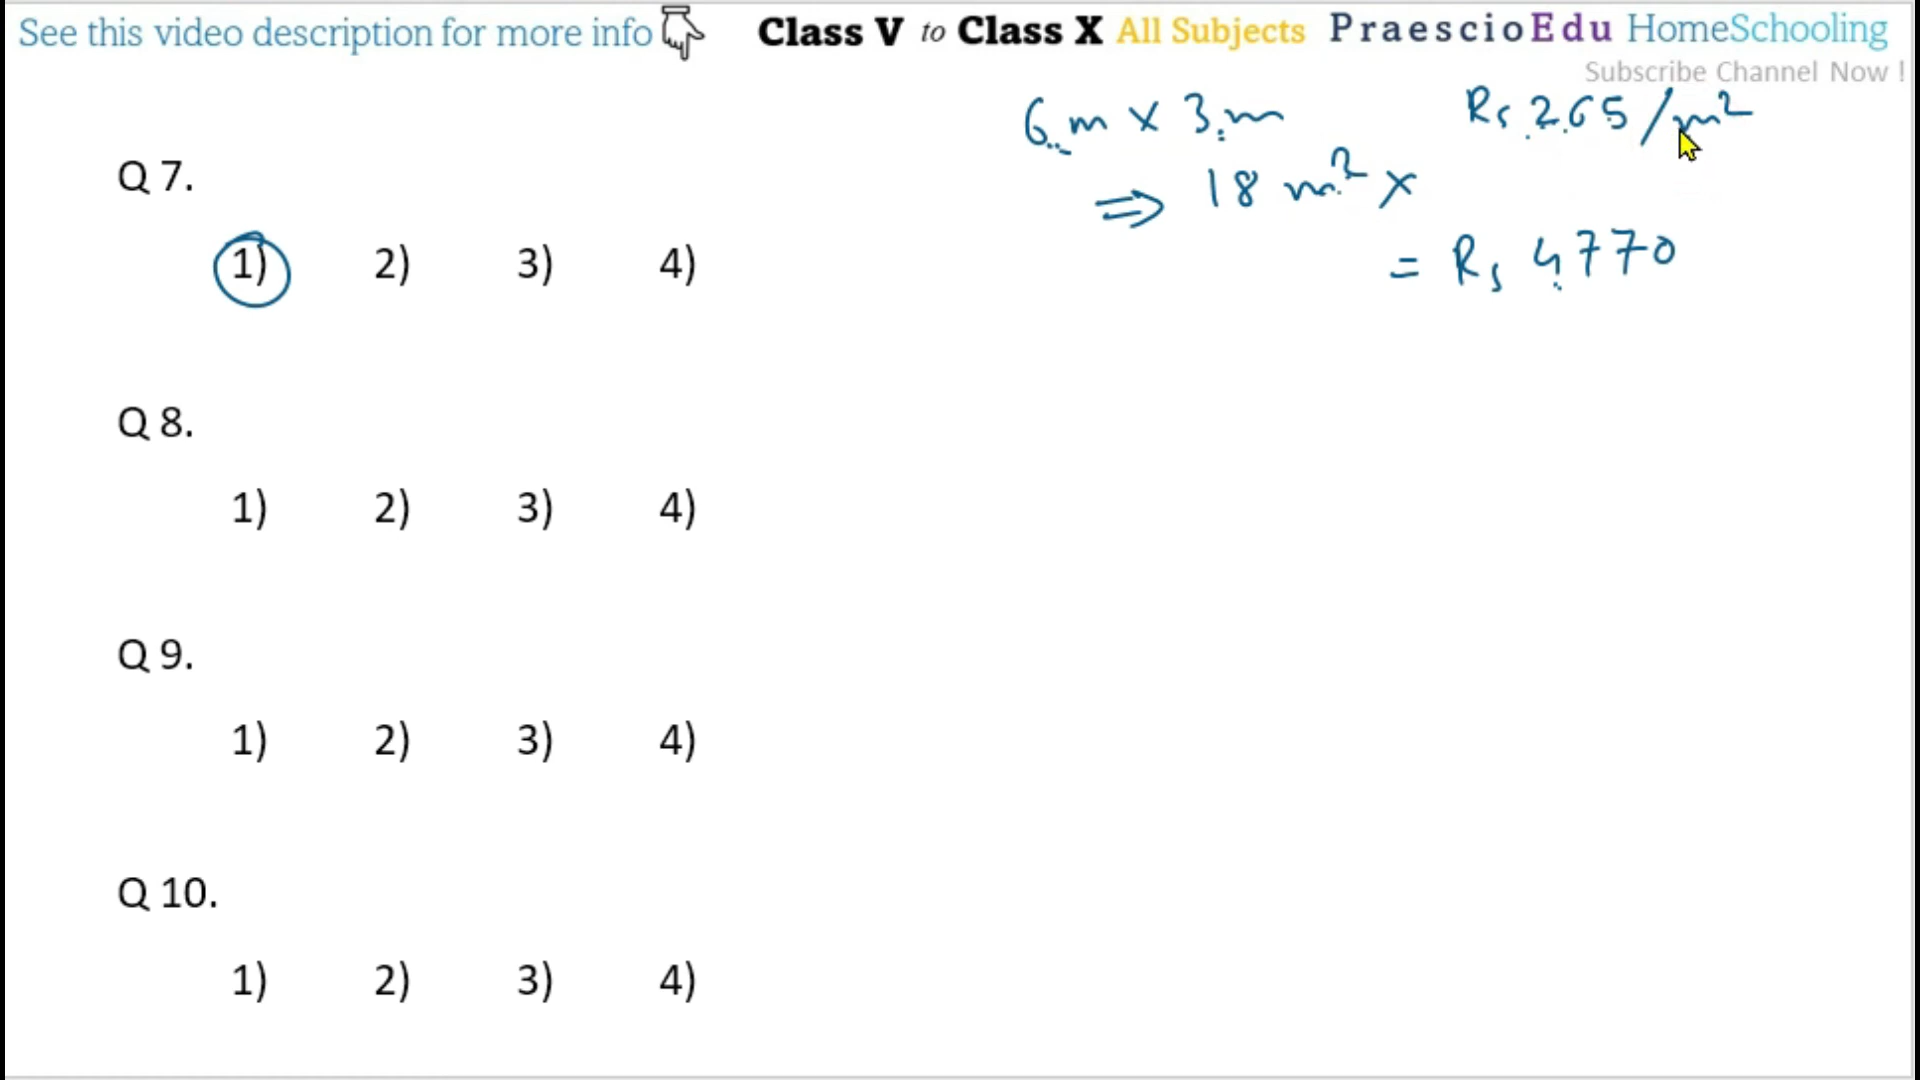 See this video description for more info Class V to Class X All Subjects PraescioEdu HomeSchooling
Subscribe Channel Now !
6 m x 3 m Rs 265/m²
⇒ 18 m² x
= Rs 4770
Q 7.
1) 2) 3) 4)
Q 8.
1) 2) 3) 4)
Q 9.
1) 2) 3) 4)
Q 10.
1) 2) 3) 4)